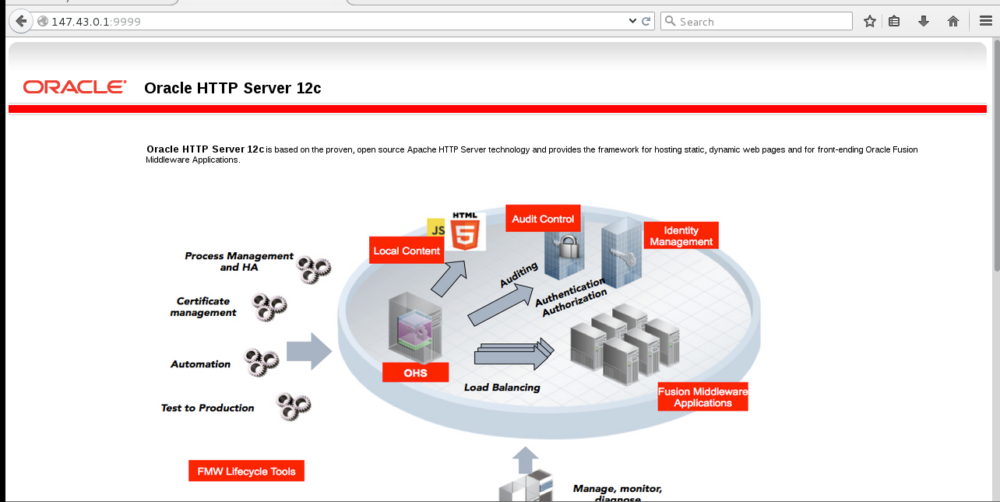 147.43.0.1:9999
Search
ORACLE®
Oracle HTTP Server 12c
Oracle HTTP Server 12c is based on the proven, open source Apache HTTP Server technology and provides the framework for hosting static, dynamic web pages and for front-ending Oracle Fusion
Middleware Applications.
HTML
JS
5
Audit Control
Identity
Management
Local Content
Process Management
and HA
Auditing
Authentication
Authorization
Certificate
management
Automation
OHS
Load Balancing
Fusion Middleware
Applications
Test to Production
FMW Lifecycle Tools
Manage, monitor,
diagnose